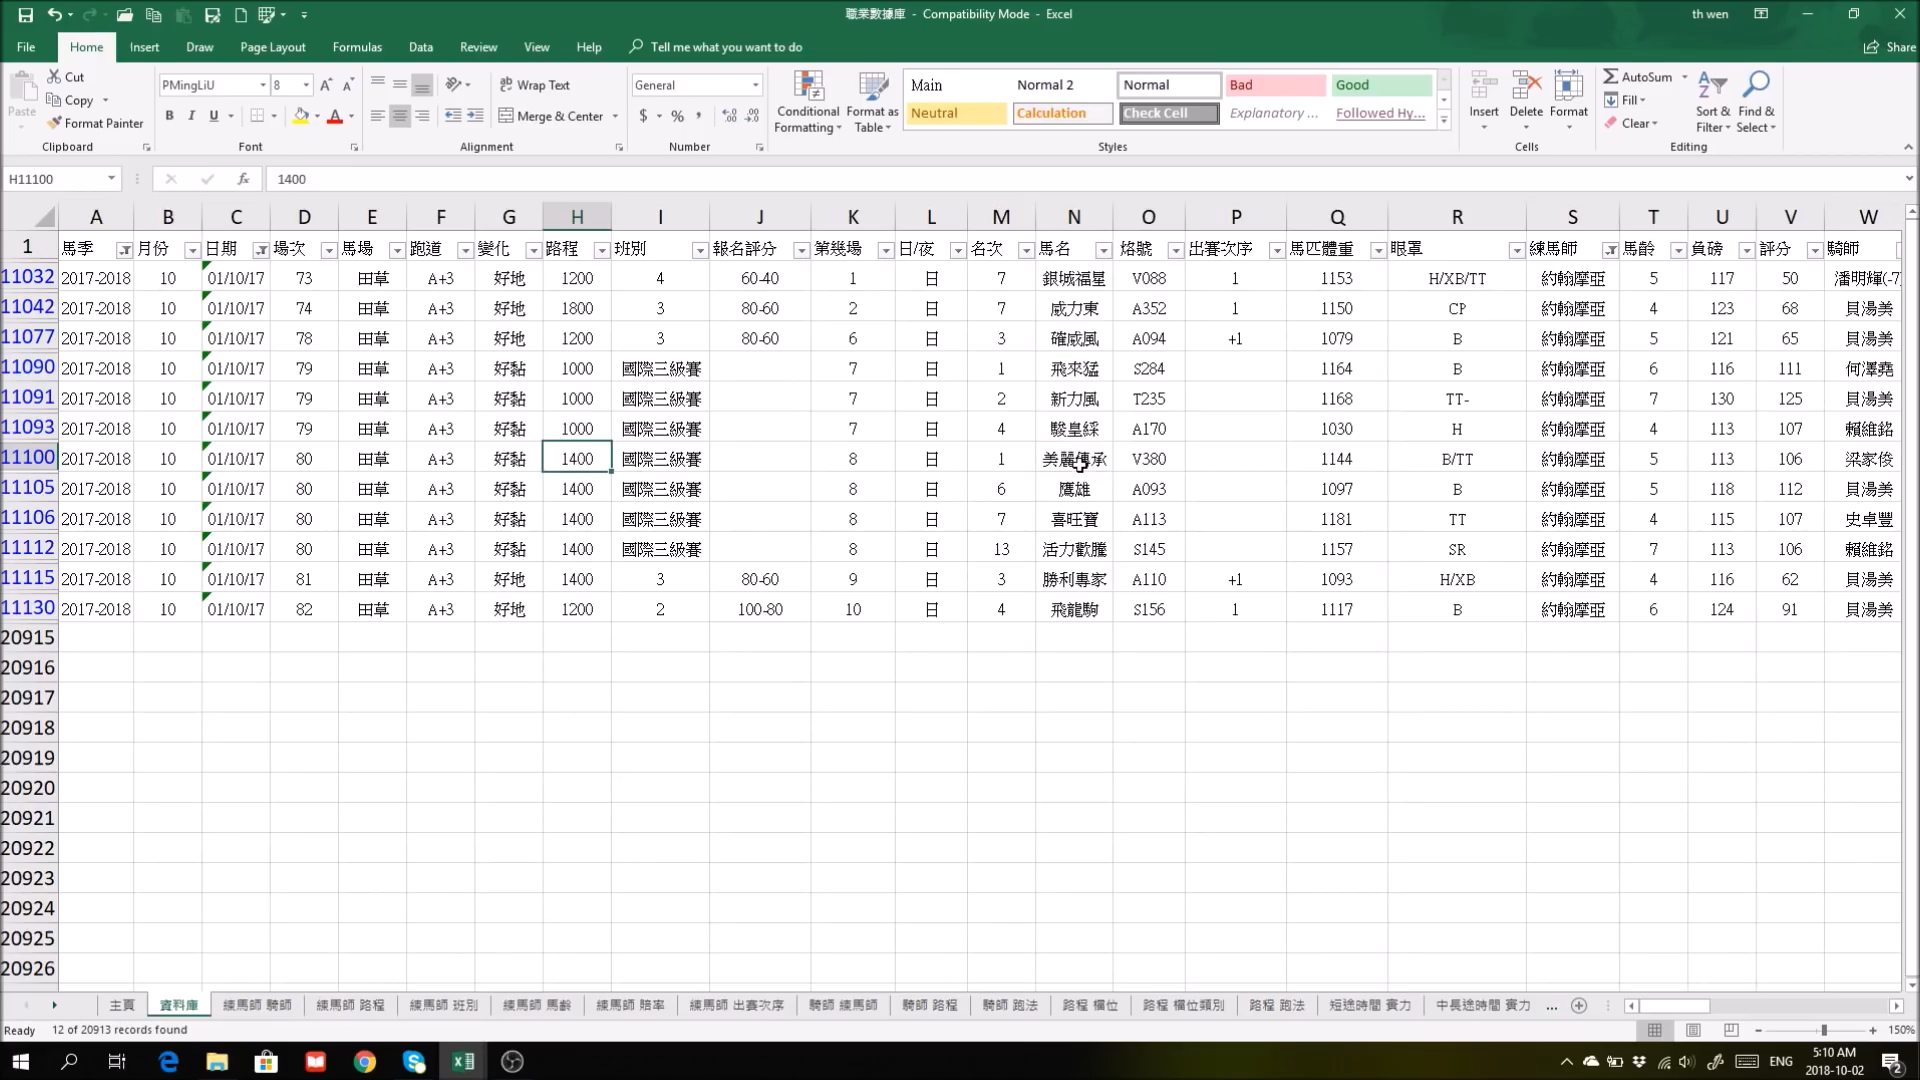 職業數據庫 - Compatibility Mode - Excel
th wen
File Home Insert Draw Page Layout Formulas Data Review View Help Tell me what you want to do
Share
Paste
Cut
Copy
Format Painter
Clipboard
PMingLiU 8
B I U
Font
Wrap Text
Merge & Center
Alignment
General
$ % ,
Number
Conditional Formatting
Format as Table
Main Normal 2 Normal Bad Good
Neutral Calculation Check Cell Explanatory ... Followed Hy...
Styles
Insert Delete Format
Cells
AutoSum
Fill
Clear
Sort & Filter
Find & Select
Editing
H11100 fx 1400
A B C D E F G H I J K L M N O P Q R S T U V W
1 馬季 月份 日期 場次 馬場 跑道 變化 路程 班別 報名評分 第幾場 日/夜 名次 馬名 烙號 出賽次序 馬匹體重 眼罩 練馬師 馬齡 負磅 評分 騎師
11032 2017-2018 10 01/10/17 73 田草 A+3 好地 1200 4 60-40 1 日 7 銀城福星 V088 1 1153 H/XB/TT 約翰摩亞 5 117 50 潘明輝(-7
11042 2017-2018 10 01/10/17 74 田草 A+3 好地 1800 3 80-60 2 日 7 威力東 A352 1 1150 CP 約翰摩亞 4 123 68 貝湯美
11077 2017-2018 10 01/10/17 78 田草 A+3 好地 1200 3 80-60 6 日 3 確威風 A094 +1 1079 B 約翰摩亞 5 121 65 貝湯美
11090 2017-2018 10 01/10/17 79 田草 A+3 好黏 1000 國際三級賽 7 日 1 飛來猛 S284 1164 B 約翰摩亞 6 116 111 何澤堯
11091 2017-2018 10 01/10/17 79 田草 A+3 好黏 1000 國際三級賽 7 日 2 新力風 T235 1168 TT- 約翰摩亞 7 130 125 貝湯美
11093 2017-2018 10 01/10/17 79 田草 A+3 好黏 1000 國際三級賽 7 日 4 駿皇綵 A170 1030 H 約翰摩亞 4 113 107 賴維銘
11100 2017-2018 10 01/10/17 80 田草 A+3 好黏 1400 國際三級賽 8 日 1 美麗傳承 V380 1144 B/TT 約翰摩亞 5 113 106 梁家俊
11105 2017-2018 10 01/10/17 80 田草 A+3 好黏 1400 國際三級賽 8 日 6 鷹雄 A093 1097 B 約翰摩亞 5 118 112 貝湯美
11106 2017-2018 10 01/10/17 80 田草 A+3 好黏 1400 國際三級賽 8 日 7 喜旺寶 A113 1181 TT 約翰摩亞 4 115 107 史卓豐
11112 2017-2018 10 01/10/17 80 田草 A+3 好黏 1400 國際三級賽 8 日 13 活力歡騰 S145 1157 SR 約翰摩亞 7 113 106 賴維銘
11115 2017-2018 10 01/10/17 81 田草 A+3 好地 1400 3 80-60 9 日 3 勝利專家 A110 +1 1093 H/XB 約翰摩亞 4 116 62 貝湯美
11130 2017-2018 10 01/10/17 82 田草 A+3 好地 1200 2 100-80 10 日 4 飛龍駒 S156 1 1117 B 約翰摩亞 6 124 91 貝湯美
20915
20916
20917
20918
20919
20920
20921
20922
20923
20924
20925
20926
主頁 資料庫 練馬師 騎師 練馬師 路程 練馬師 班別 練馬師 馬齡 練馬師 賠率 練馬師 出賽次序 騎師 練馬師 騎師 路程 騎師 跑法 路程 檔位 路程 檔位類別 路程 跑法 短途時間 實力 中長途時間 實力 ...
Ready 12 of 20913 records found
150%
ENG
5:10 AM
2018-10-02
2